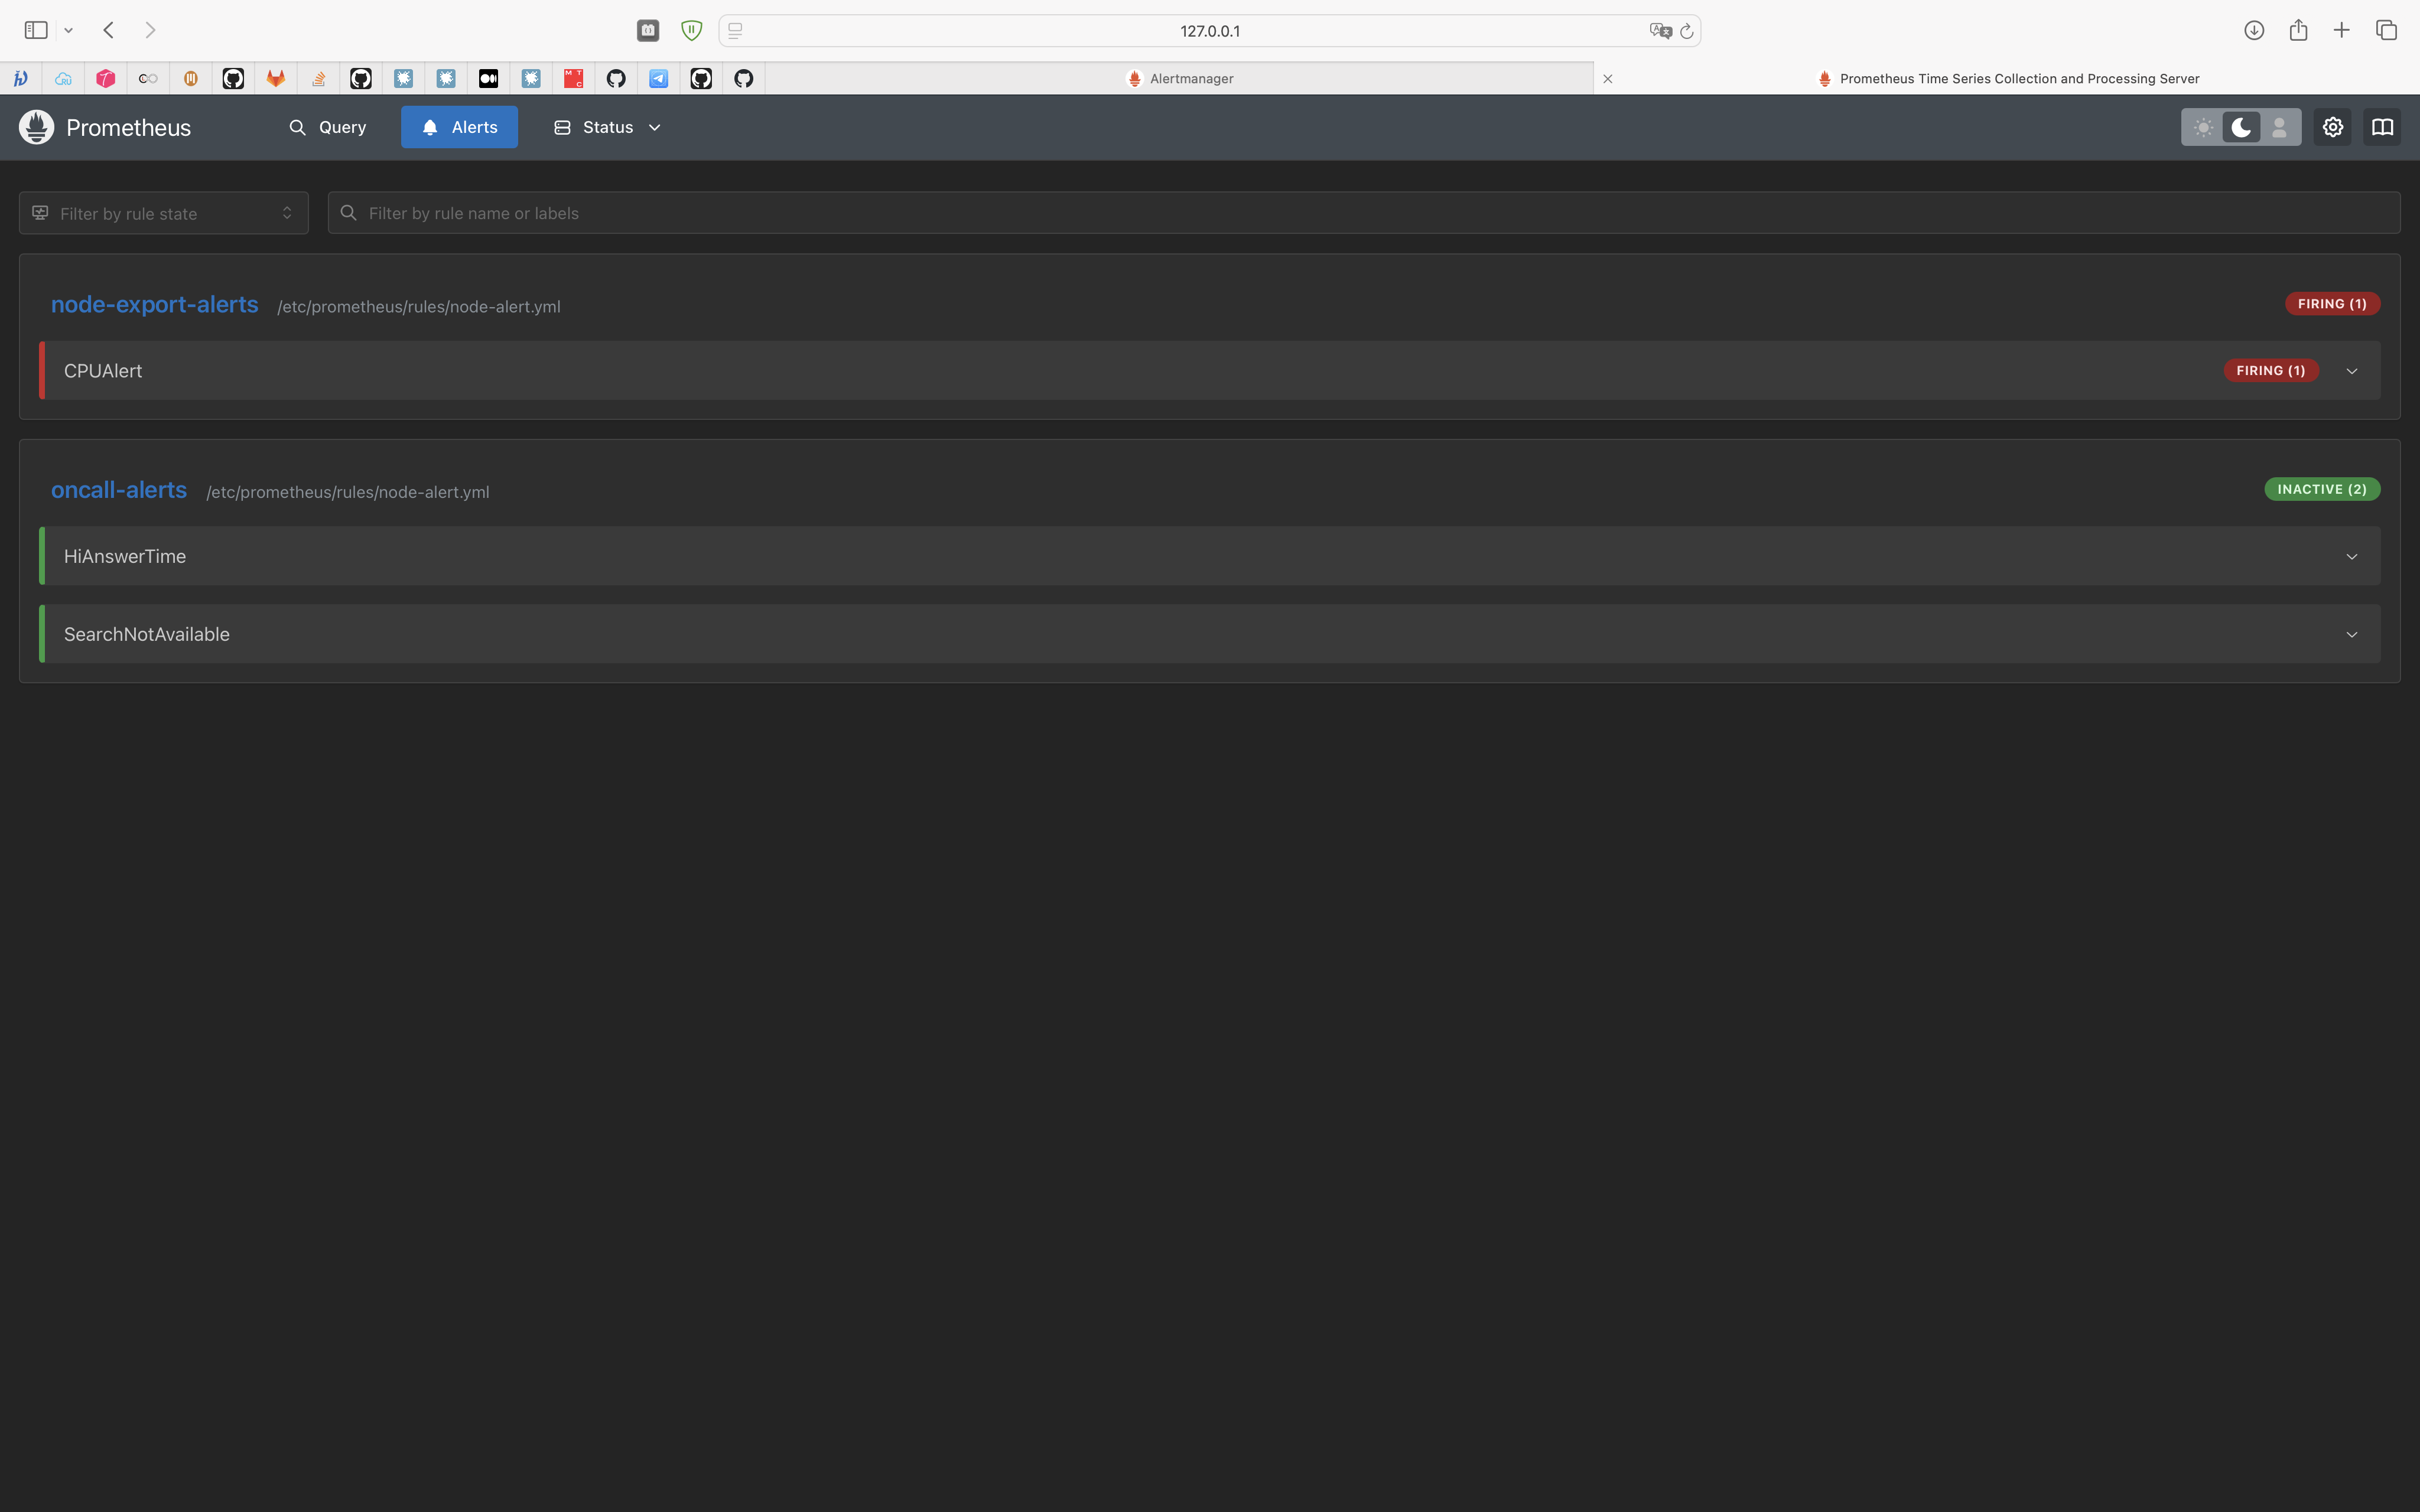 127.0.0.1
Alertmanager
Prometheus Time Series Collection and Processing Server
Prometheus
Query
Alerts
Status
Filter by rule state
Filter by rule name or labels
node-export-alerts /etc/prometheus/rules/node-alert.yml
FIRING (1)
CPUAlert
FIRING (1)
oncall-alerts /etc/prometheus/rules/node-alert.yml
INACTIVE (2)
HiAnswerTime
SearchNotAvailable